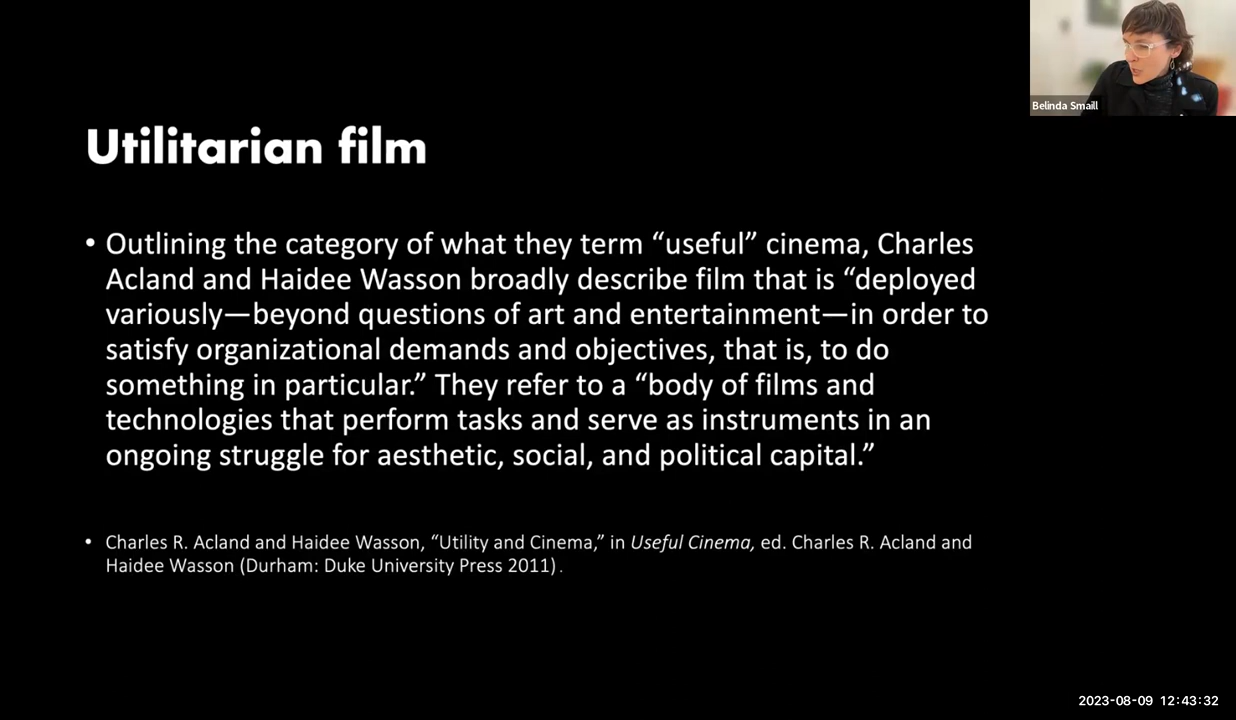 Belinda Smaill
Utilitarian film
• Outlining the category of what they term “useful” cinema, Charles
Acland and Haidee Wasson broadly describe film that is “deployed
variously—beyond questions of art and entertainment—in order to
satisfy organizational demands and objectives, that is, to do
something in particular.” They refer to a “body of films and
technologies that perform tasks and serve as instruments in an
ongoing struggle for aesthetic, social, and political capital.”
• Charles R. Acland and Haidee Wasson, “Utility and Cinema,” in Useful Cinema, ed. Charles R. Acland and
Haidee Wasson (Durham: Duke University Press 2011) .
2023-08-09 12:43:32